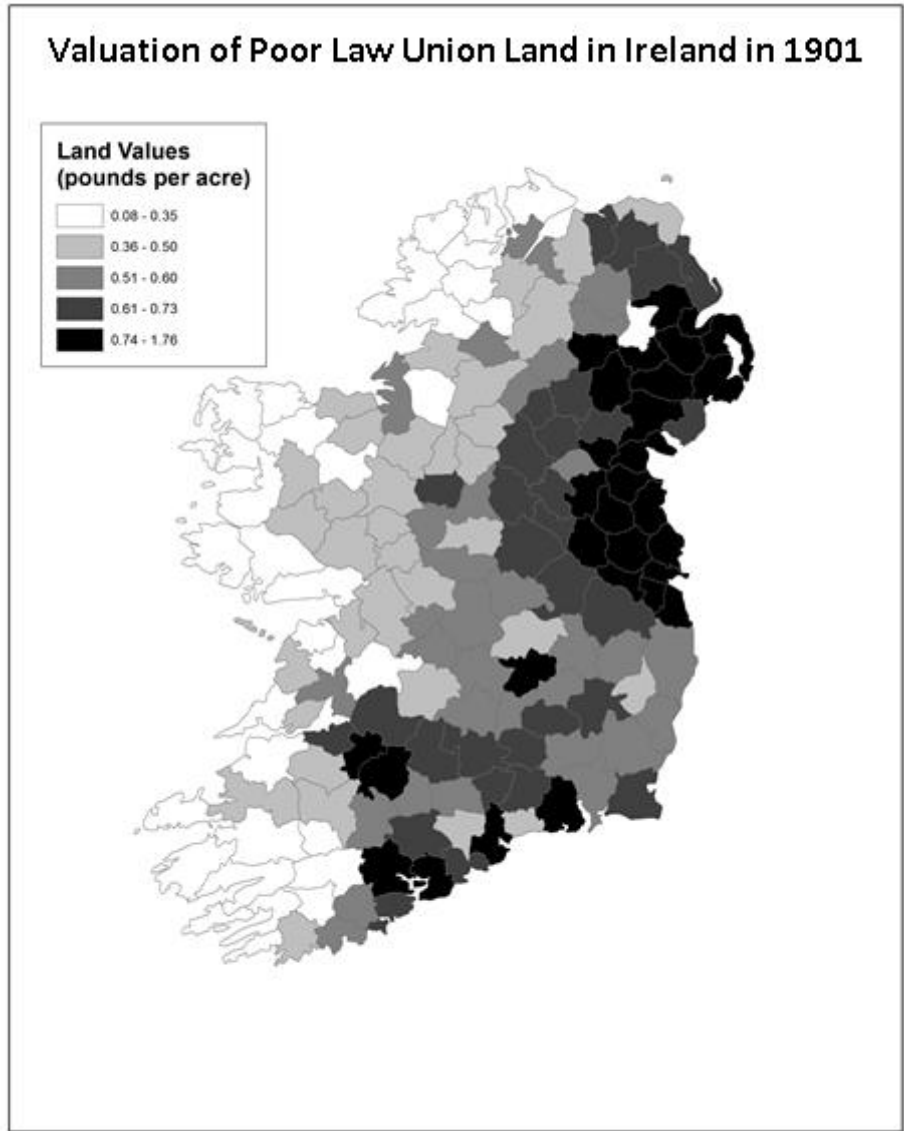 Valuation of Poor Law Union Land in Ireland in 1901
Land Values
(pounds per acre)
0.08 - 0.35
0.36 - 0.50
0.51 - 0.60
0.61 - 0.73
0.74 - 1.76